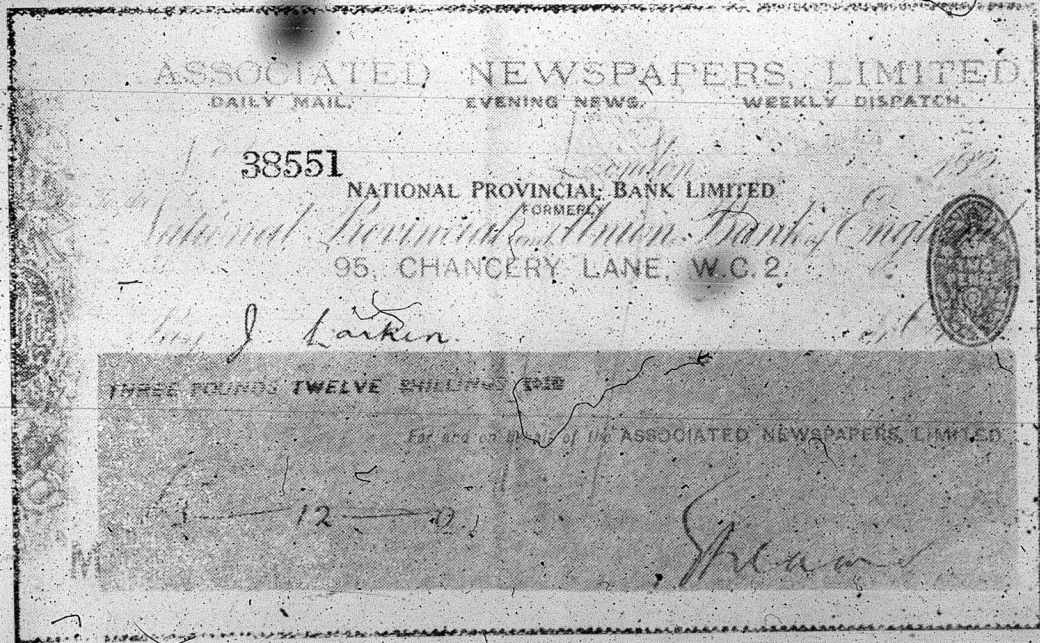 ASSOCIATED NEWSPAPERS, LIMITED.
DAILY MAIL. EVENING NEWS. WEEKLY DISPATCH.
38551 London 19
NATIONAL PROVINCIAL BANK LIMITED
FORMERLY
National Provincial and Union Bank of England
95, CHANCERY LANE, W.C.2.
Pay J. Larkin
THREE POUNDS TWELVE SHILLINGS
For and on behalf of the ASSOCIATED NEWSPAPERS, LIMITED
12